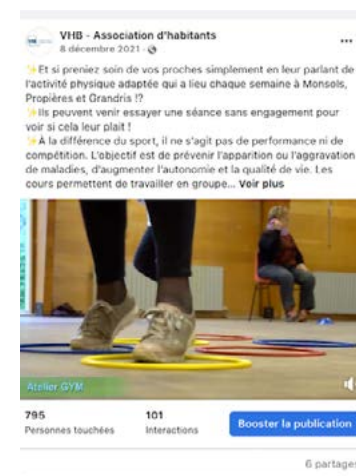 VHB - Association d'habitants
8 décembre 2021 ·
✨Et si preniez soin de vos proches simplement en leur parlant de
l'activité physique adaptée qui a lieu chaque semaine à Monsols,
Propières et Grandris !?
✨Ils peuvent venir essayer une séance sans engagement pour
voir si cela leur plait !
✨À la différence du sport, il ne s'agit pas de performance ni de
compétition. L'objectif est de prévenir l'apparition ou l'aggravation
de maladies, d'augmenter l'autonomie et la qualité de vie. Les
cours permettent de travailler en groupe... Voir plus
Atelier GYM
795
Personnes touchées
101
Interactions
Booster la publication
6 partages